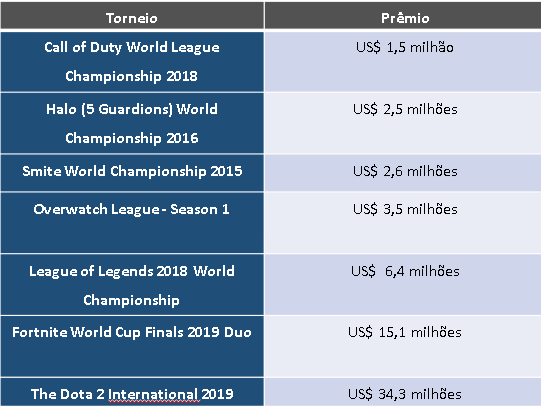 Torneio Prêmio
Call of Duty World League US$ 1,5 milhão
Championship 2018
Halo (5 Guardions) World US$ 2,5 milhões
Championship 2016
Smite World Championship 2015 US$ 2,6 milhões
Overwatch League - Season 1 US$ 3,5 milhões
League of Legends 2018 World US$ 6,4 milhões
Championship
Fortnite World Cup Finals 2019 Duo US$ 15,1 milhões
The Dota 2 International 2019 US$ 34,3 milhões